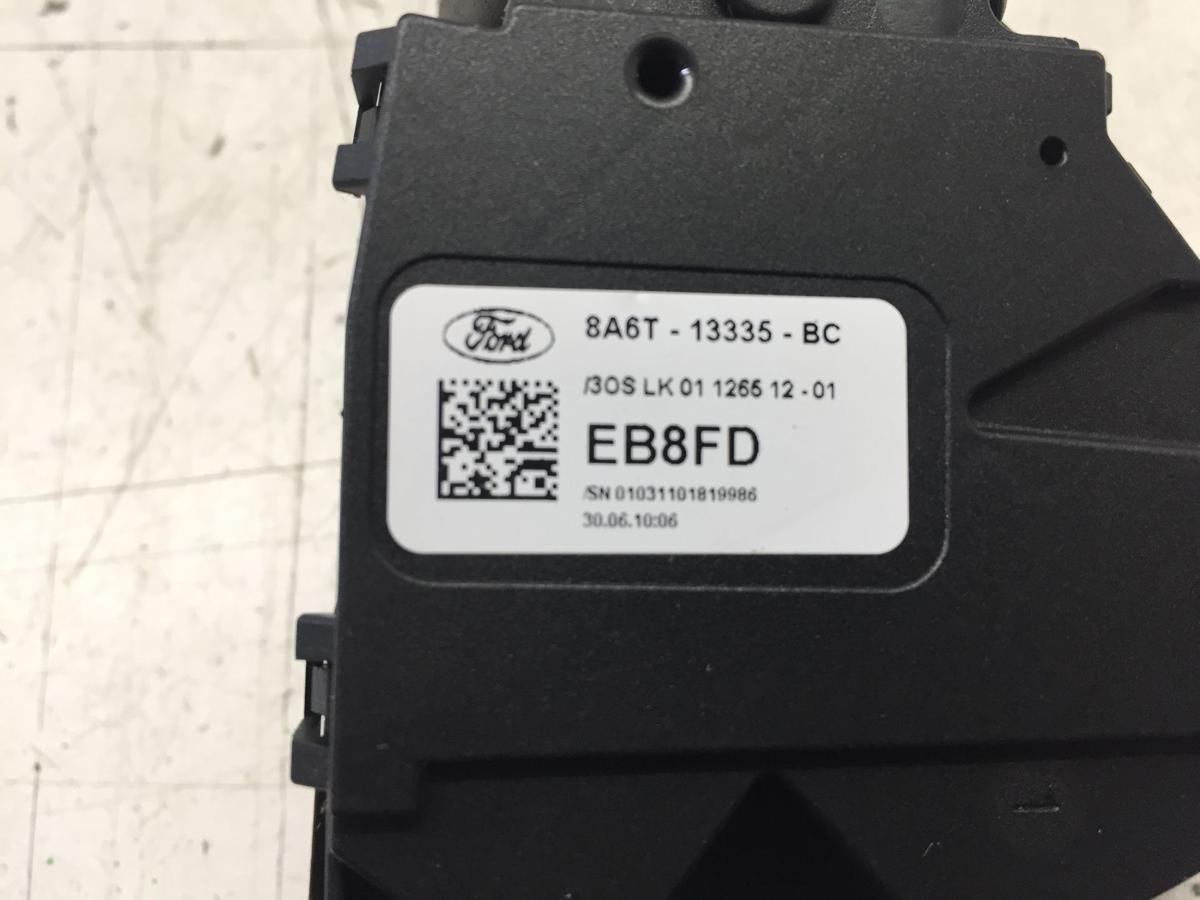 Ford
8A6T - 13335 - BC
/3OS LK 01 1265 12 - 01
EB8FD
/SN 01031101819986
30.06.10:06